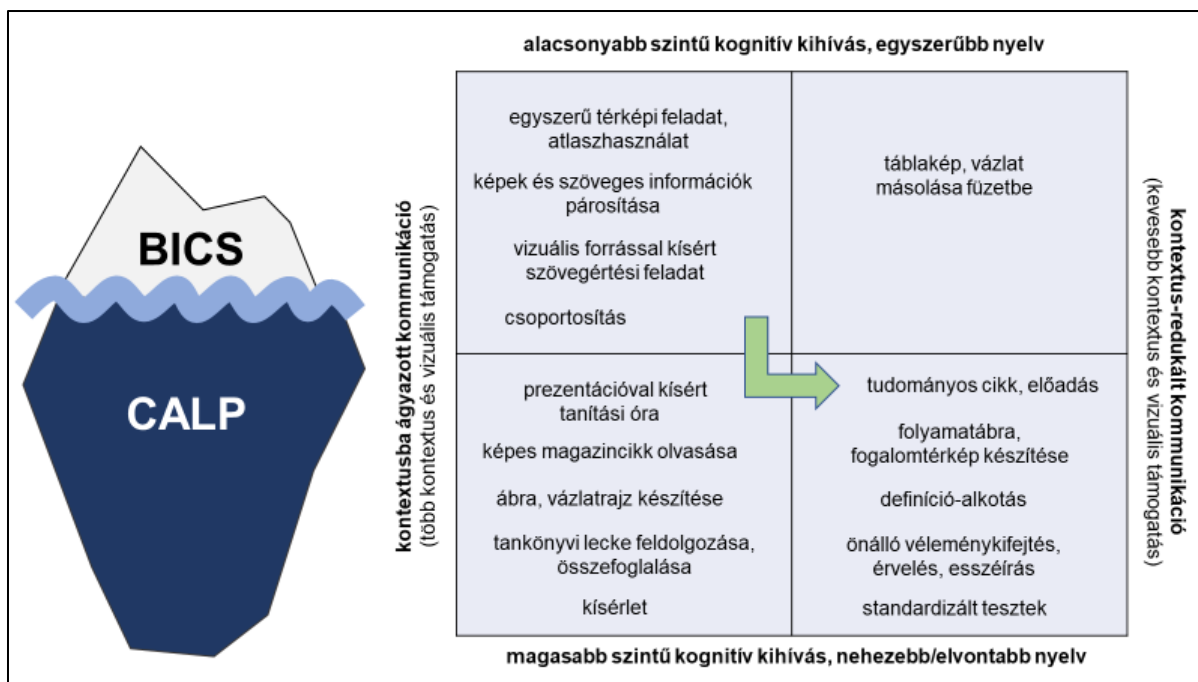 alacsonyabb szintű kognitív kihívás, egyszerűbb nyelv
BICS
CALP
kontextusba ágyazott kommunikáció
(több kontextus és vizuális támogatás)
egyszerű térképi feladat,
atlaszhasználat
képek és szöveges információk
párosítása
vizuális forrással kísért
szövegértési feladat
csoportosítás
táblakép, vázlat
másolása füzetbe
prezentációval kísért
tanítási óra
képes magazincikk olvasása
ábra, vázlatrajz készítése
tankönyvi lecke feldolgozása,
összefoglalása
kísérlet
tudományos cikk, előadás
folyamatábra,
fogalomtérkép készítése
definíció-alkotás
önálló véleménykifejtés,
érvelés, esszéírás
standardizált tesztek
kontextus-redukált kommunikáció
(kevesebb kontextus és vizuális támogatás)
magasabb szintű kognitív kihívás, nehezebb/elvontabb nyelv